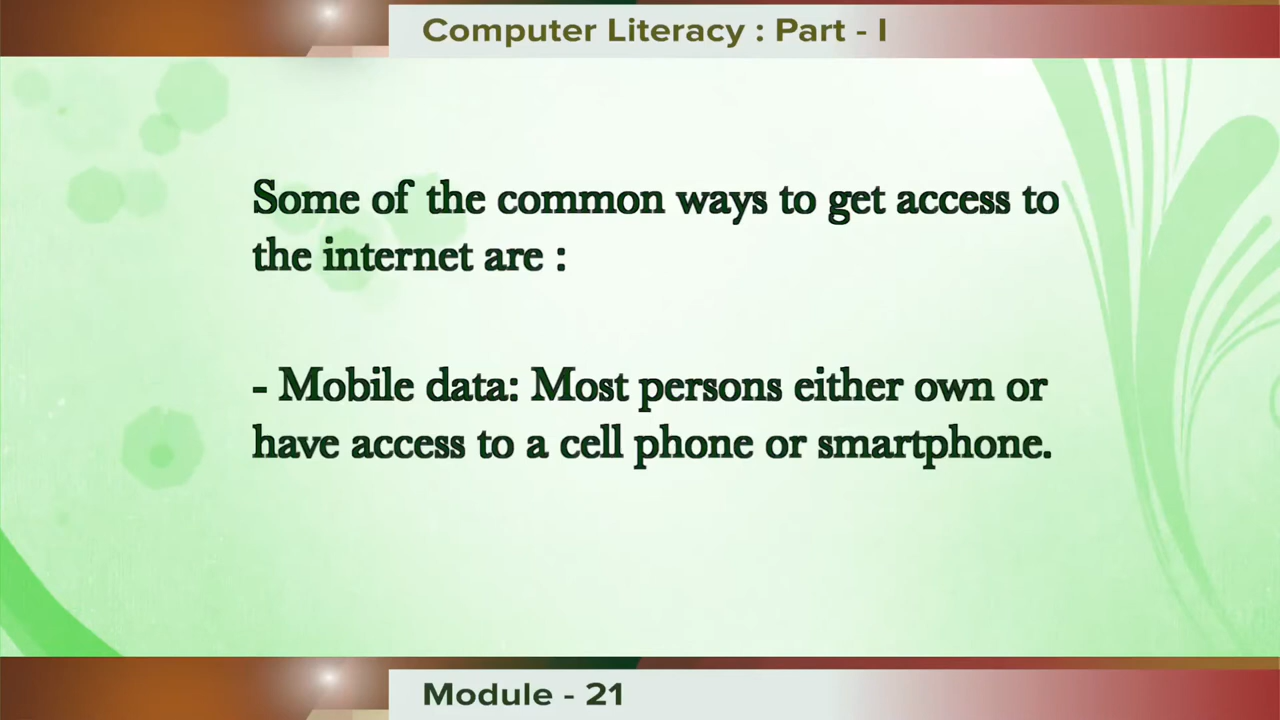 Computer Literacy : Part - I
Some of the common ways to get access to
the internet are :
- Mobile data: Most persons either own or
have access to a cell phone or smartphone.
Module - 21